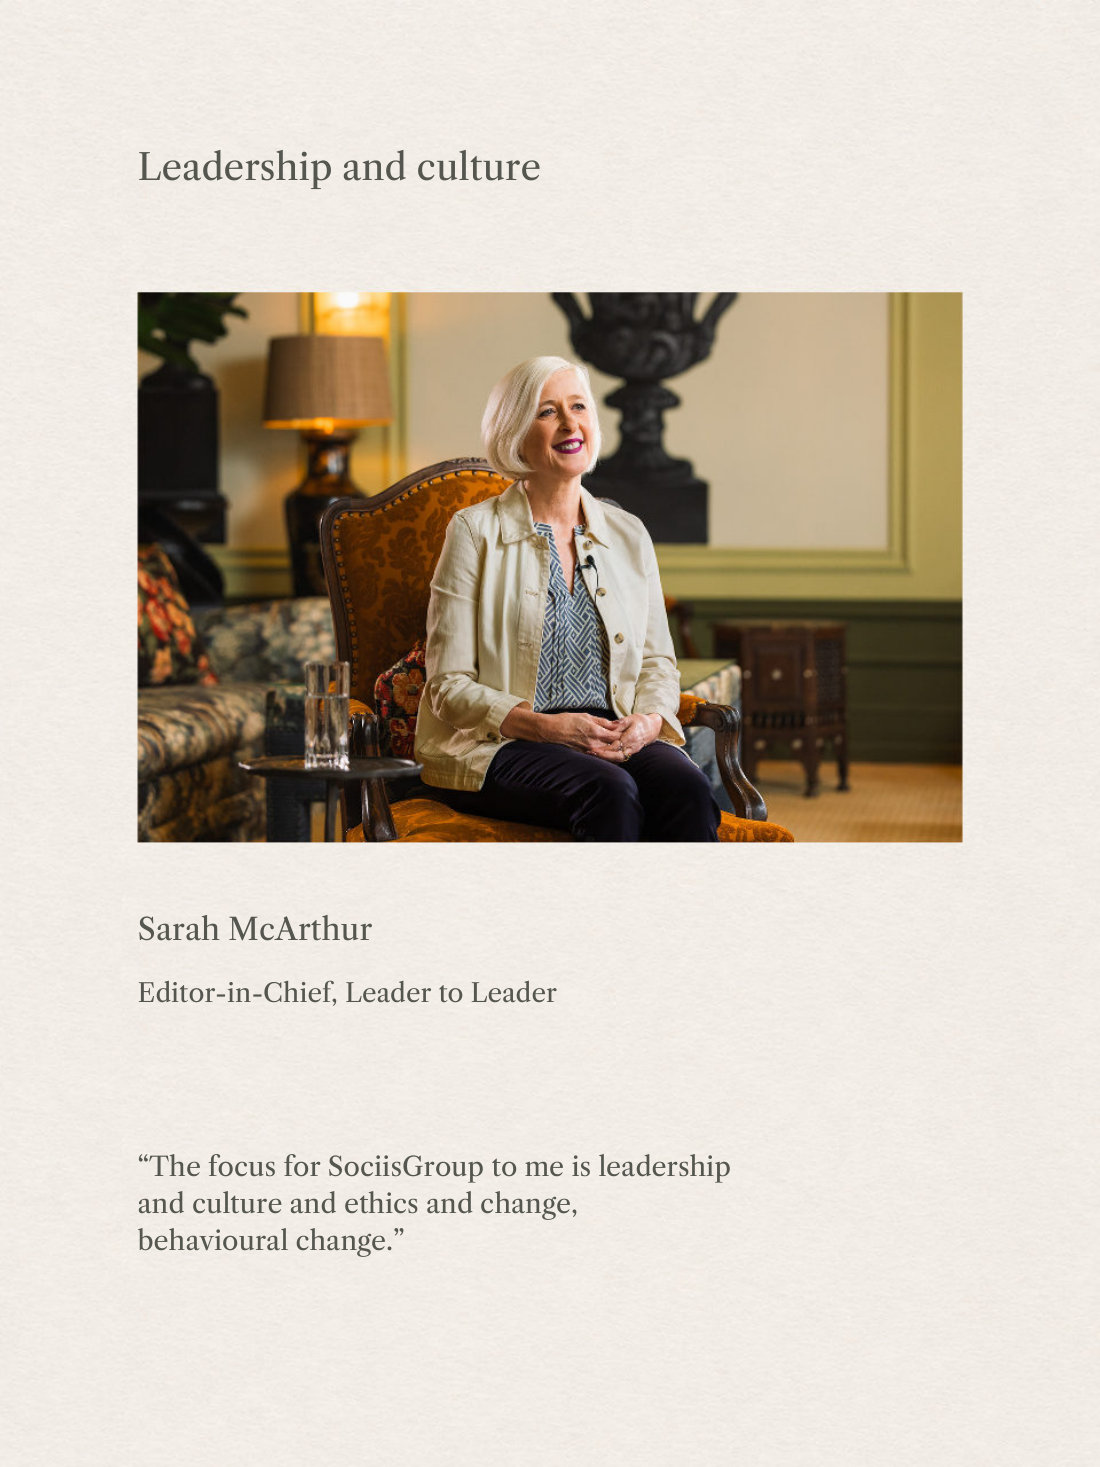 Leadership and culture
Sarah McArthur
Editor-in-Chief, Leader to Leader
“The focus for SociisGroup to me is leadership
and culture and ethics and change,
behavioural change.”